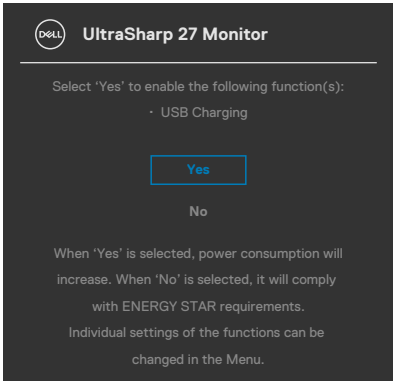 DELL
UltraSharp 27 Monitor
Select ‘Yes’ to enable the following function(s):
· USB Charging
Yes
No
When ‘Yes’ is selected, power consumption will
increase. When ‘No’ is selected, it will comply
with ENERGY STAR requirements.
Individual settings of the functions can be
changed in the Menu.